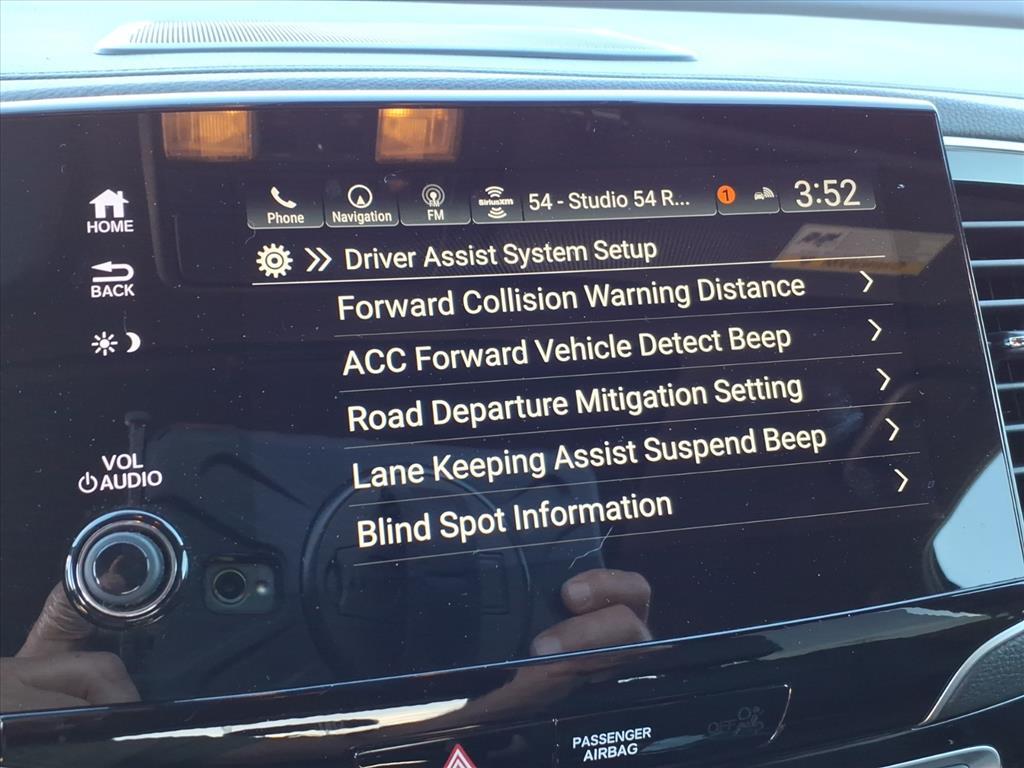 HOME
BACK
VOL
AUDIO
Phone
Navigation
FM
FM
SiriusXM
54 - Studio 54 R...
1
3:52
Driver Assist System Setup
Forward Collision Warning Distance
ACC Forward Vehicle Detect Beep
Road Departure Mitigation Setting
Lane Keeping Assist Suspend Beep
Blind Spot Information
PASSENGER
AIRBAG
OFF